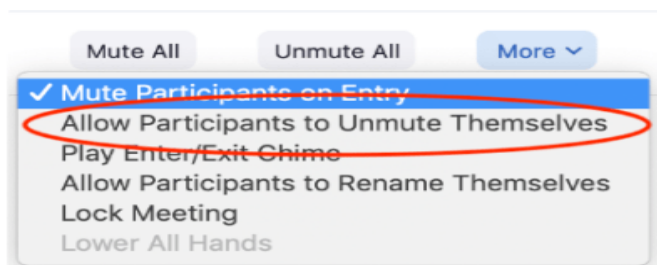 Mute All Unmute All More
✓ Mute Participants on Entry
Allow Participants to Unmute Themselves
Play Enter/Exit Chime
Allow Participants to Rename Themselves
Lock Meeting
Lower All Hands